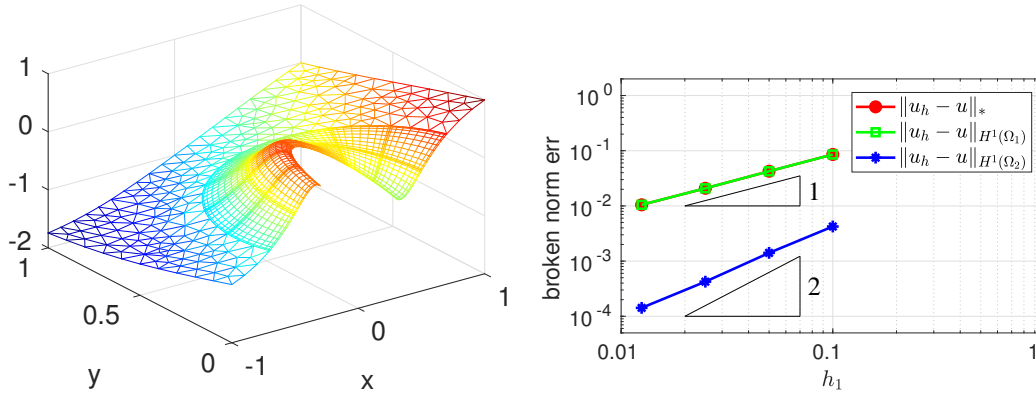 1
0
-1
-2
1
0.5
0
y
-1
0
1
x
broken norm err
10^0
10^-1
10^-2
10^-3
10^-4
0.01
0.1
1
h_1
‖u_h − u‖_*
‖u_h − u‖_{H^1(Ω_1)}
‖u_h − u‖_{H^1(Ω_2)}
1
2